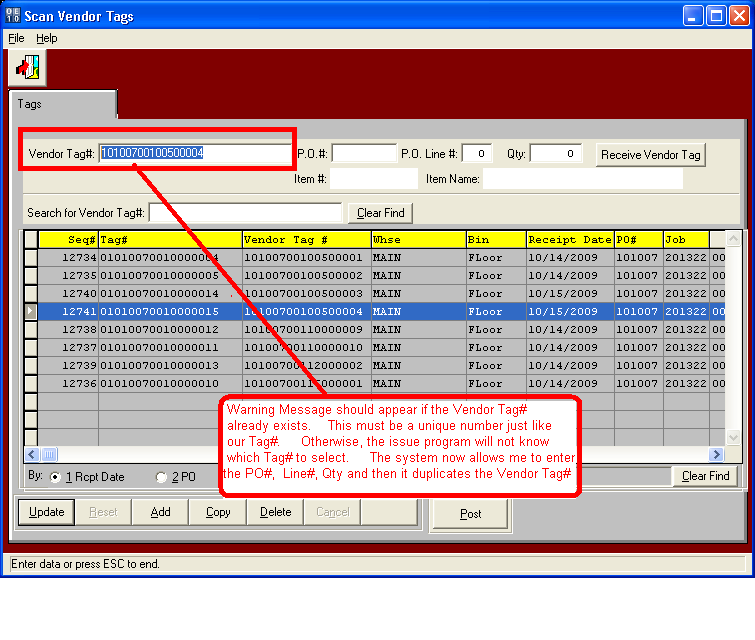 OE
10 Scan Vendor Tags
File Help
Tags
Vendor Tag#: 10100700100500004 P.O.#: P.O. Line #: 0 Qty: 0 Receive Vendor Tag
Item #: Item Name:
Search for Vendor Tag#: Clear Find
Seq# Tag# Vendor Tag # Whse Bin Receipt Date PO# Job
12734 01010070010000004 10100700100500001 MAIN FLoor 10/14/2009 101007 201322 00
12735 01010070010000005 10100700100500002 MAIN FLoor 10/14/2009 101007 201322 00
12740 01010070010000014 . 10100700100500003 MAIN FLoor 10/15/2009 101007 201322 00
12741 01010070010000015 10100700100500004 MAIN FLoor 10/15/2009 101007 201322 00
12738 01010070010000012 10100700110000009 MAIN FLoor 10/14/2009 101007 201322 00
12737 01010070010000011 10100700110000010 MAIN FLoor 10/14/2009 101007 201322 00
12739 01010070010000013 10100700112000002 MAIN FLoor 10/14/2009 101007 201322 00
12736 01010070010000010 MAIN FLoor 10/14/2009 101007 201322 00
Warning Message should appear if the Vendor Tag#
already exists. This must be a unique number just like
our Tag#. Otherwise, the issue program will not know
which Tag# to select. The system now allows me to enter
the PO#, Line#, Qty and then it duplicates the Vendor Tag#
By: 1 Rcpt Date 2 PO Clear Find
Update Reset Add Copy Delete Cancel Post
Enter data or press ESC to end.